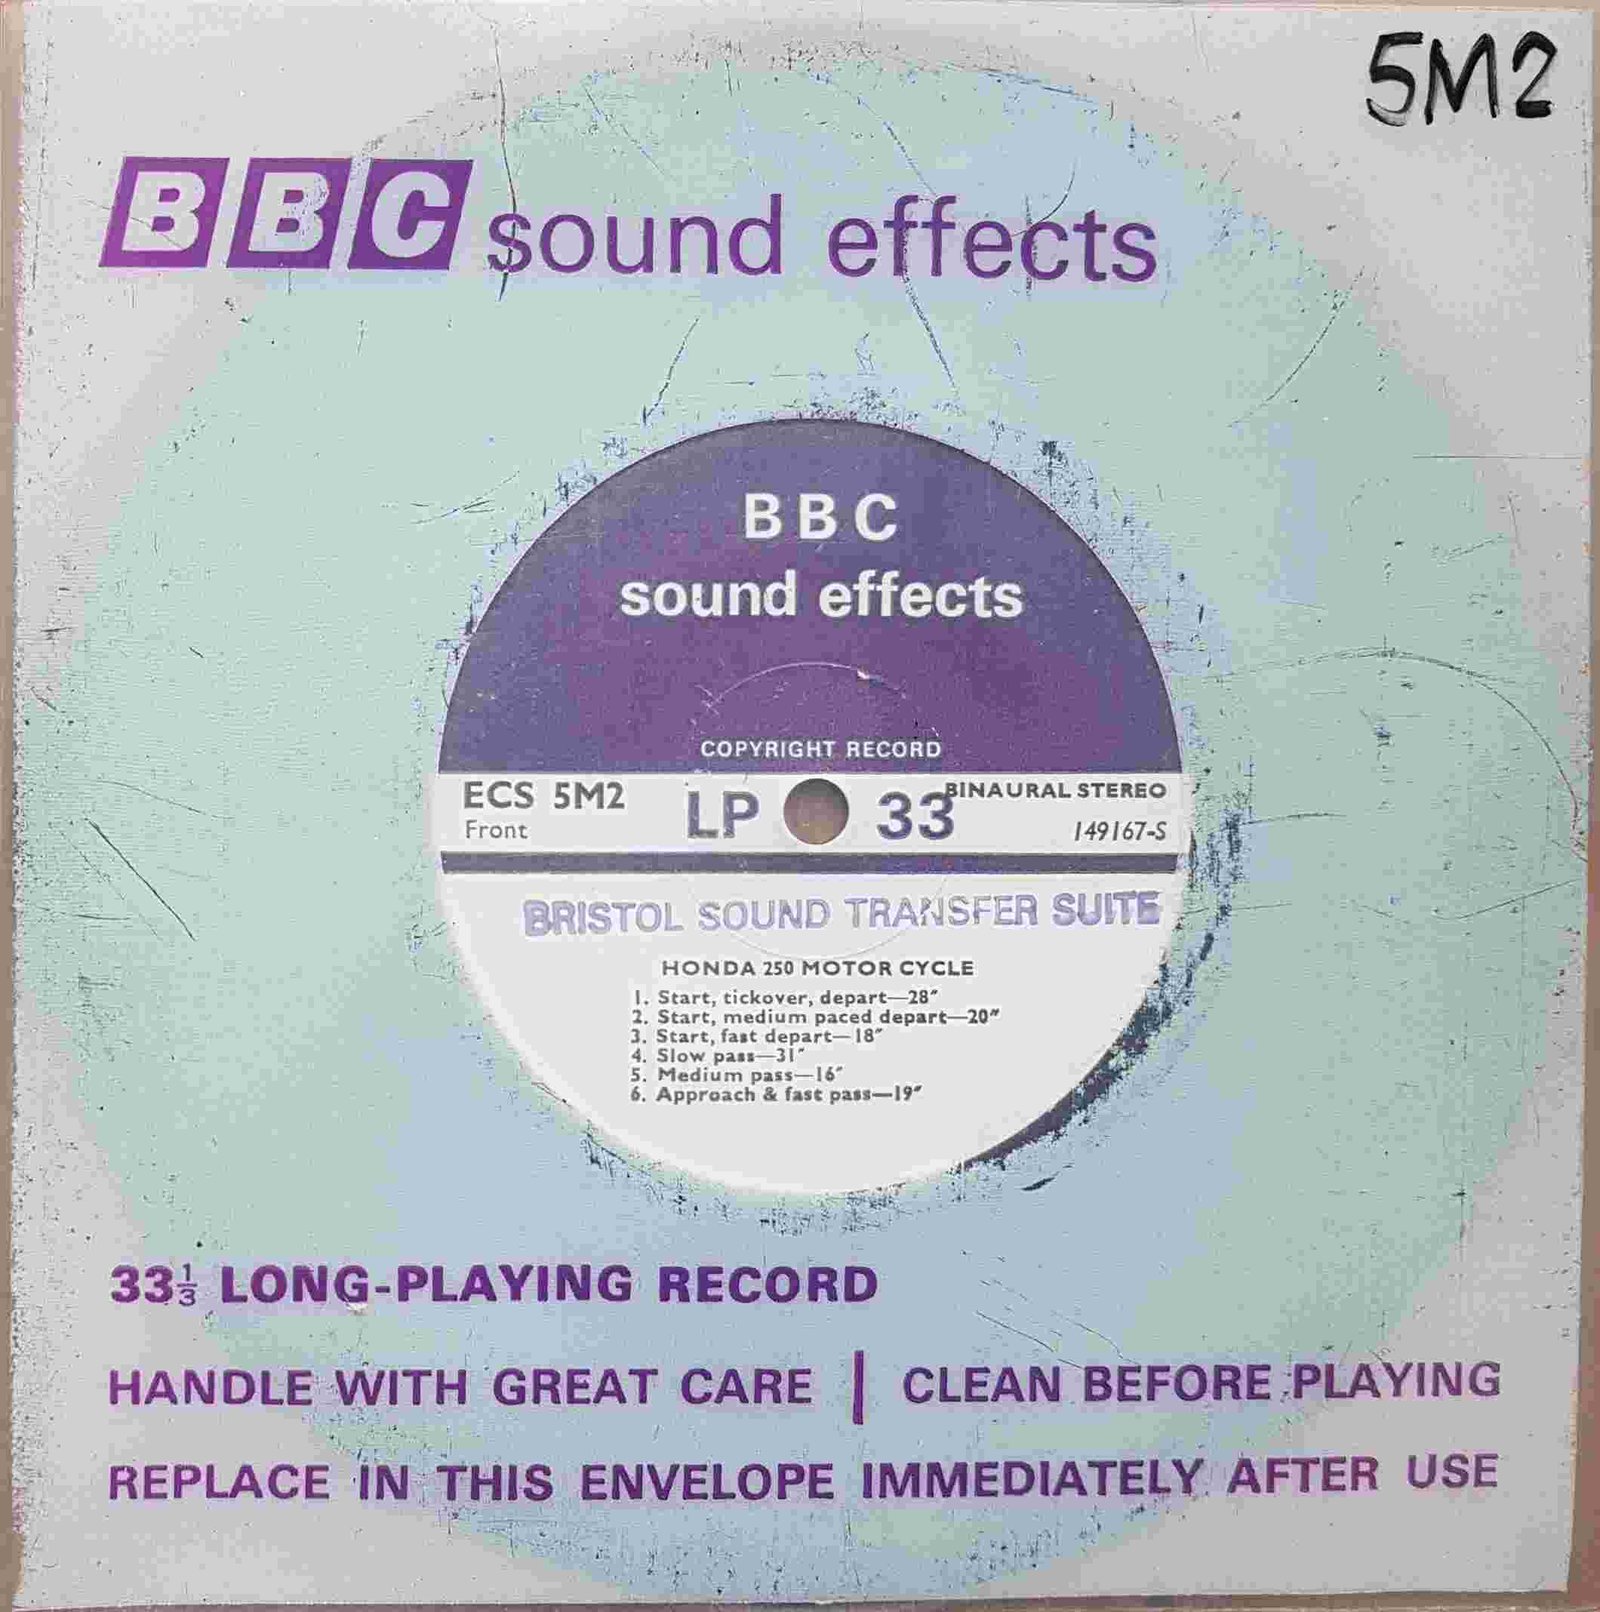 5M2
BBC sound effects
BBC
sound effects
COPYRIGHT RECORD
ECS 5M2
Front
LP 33
BINAURAL STEREO
149167-S
BRISTOL SOUND TRANSFER SUITE
HONDA 250 MOTOR CYCLE
1. Start, tickover, depart—28″
2. Start, medium paced depart—20″
3. Start, fast depart—18″
4. Slow pass—31″
5. Medium pass—16″
6. Approach & fast pass—19″
33⅓ LONG-PLAYING RECORD
HANDLE WITH GREAT CARE | CLEAN BEFORE PLAYING
REPLACE IN THIS ENVELOPE IMMEDIATELY AFTER USE